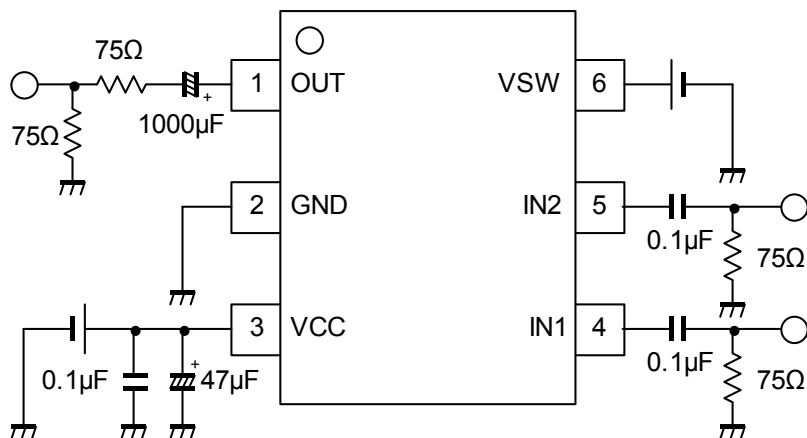 75Ω
1 OUT
VSW 6
+
75Ω
1000µF
2 GND
IN2 5
0.1µF
75Ω
3 VCC
IN1 4
+
0.1µF
47µF
0.1µF
75Ω